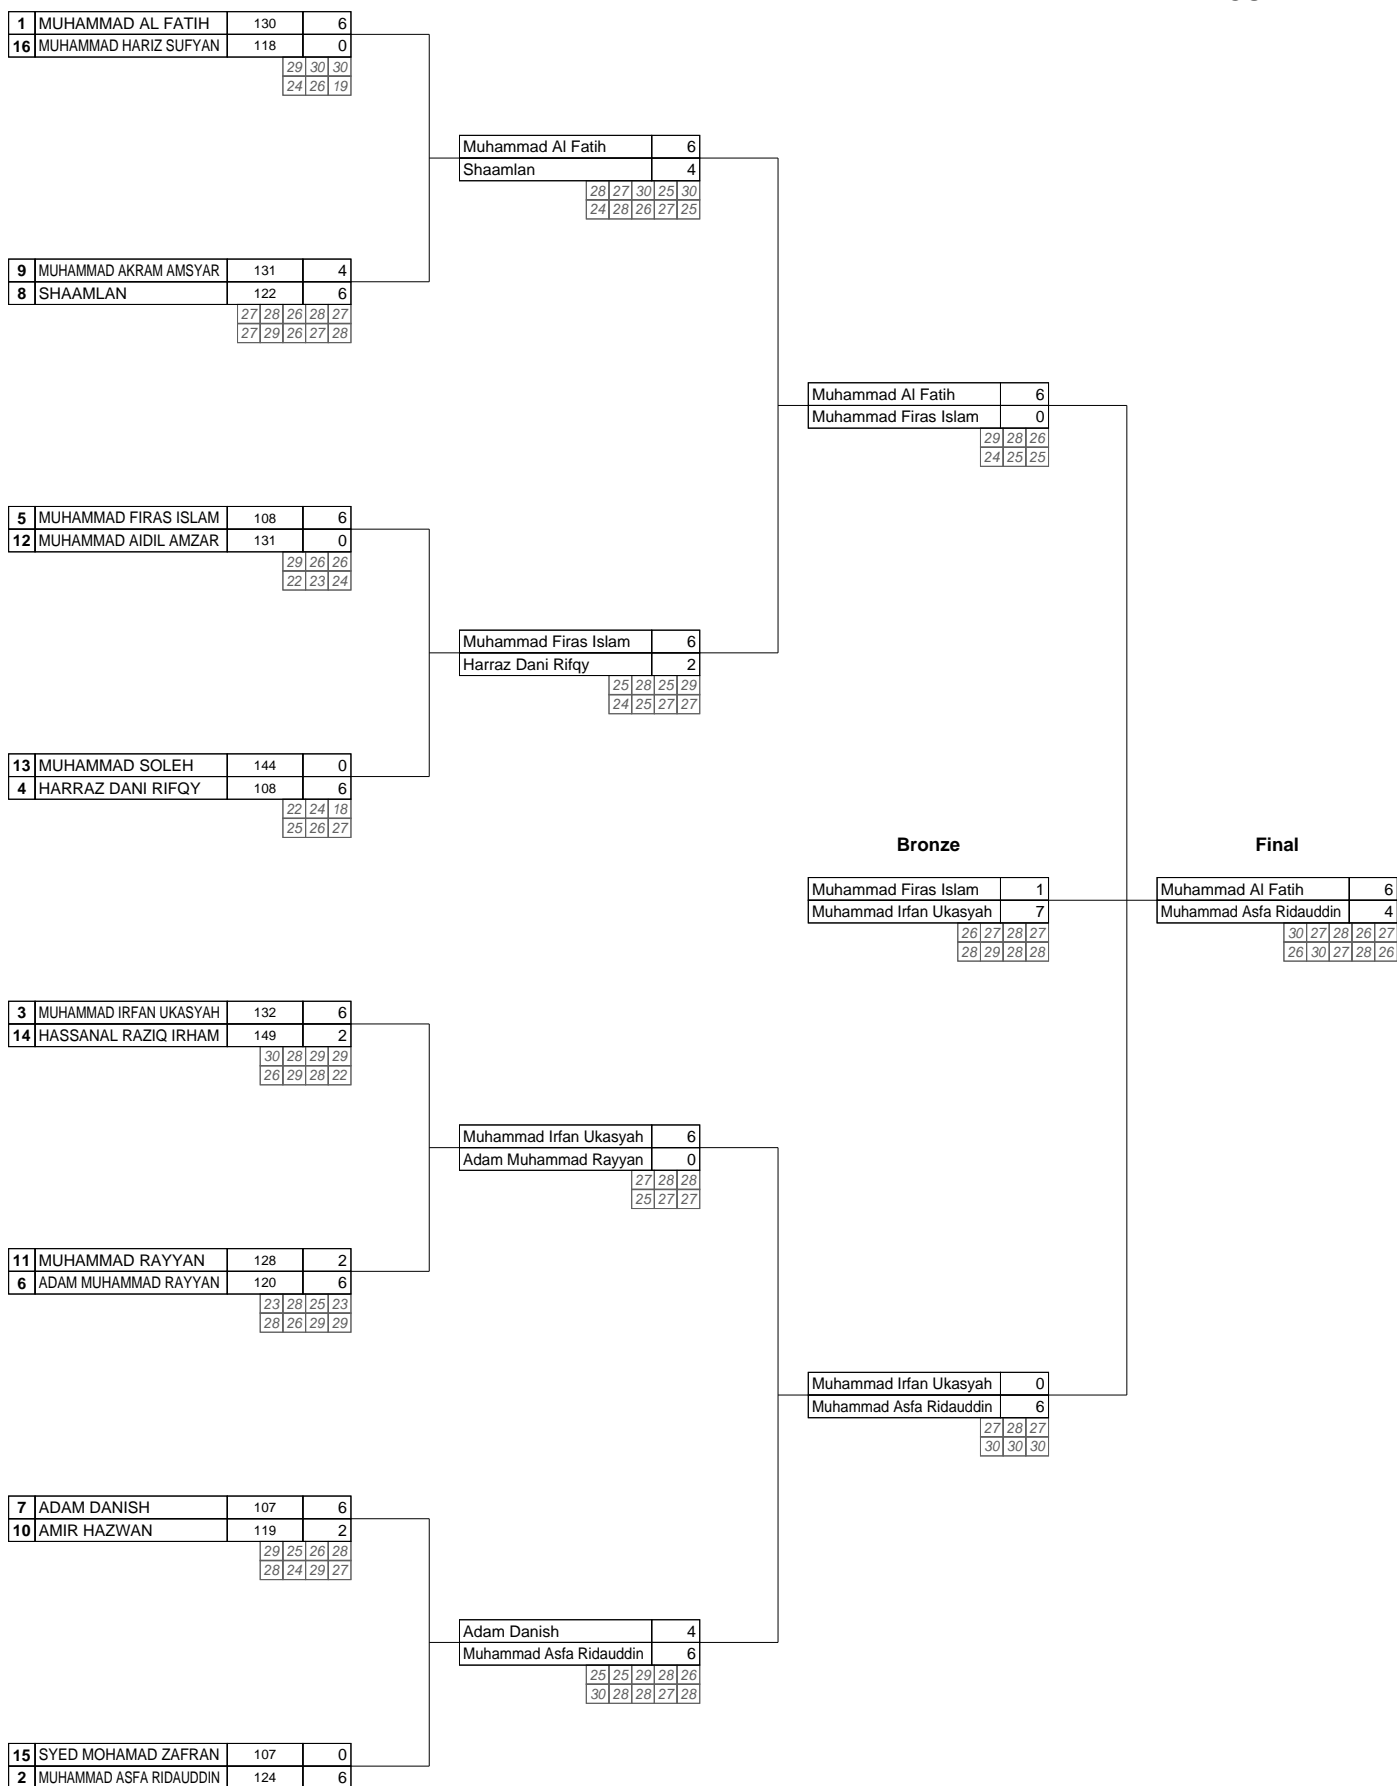 1 MUHAMMAD AL FATIH 130 6
16 MUHAMMAD HARIZ SUFYAN 118 0
29 30 30
24 26 19
Muhammad Al Fatih 6
Shaamlan 4
28 27 30 25 30
24 28 26 27 25
9 MUHAMMAD AKRAM AMSYAR 131 4
8 SHAAMLAN 122 6
27 28 26 28 27
27 29 26 27 28
Muhammad Al Fatih 6
Muhammad Firas Islam 0
29 28 26
24 25 25
5 MUHAMMAD FIRAS ISLAM 108 6
12 MUHAMMAD AIDIL AMZAR 131 0
29 26 26
22 23 24
Muhammad Firas Islam 6
Harraz Dani Rifqy 2
25 28 25 29
24 25 27 27
13 MUHAMMAD SOLEH 144 0
4 HARRAZ DANI RIFQY 108 6
22 24 18
25 26 27
Bronze Final
Muhammad Firas Islam 1 Muhammad Al Fatih 6
Muhammad Irfan Ukasyah 7 Muhammad Asfa Ridauddin 4
26 27 28 27 30 27 28 26 27
28 29 28 28 26 30 27 28 26
3 MUHAMMAD IRFAN UKASYAH 132 6
14 HASSANAL RAZIQ IRHAM 149 2
30 28 29 29
26 29 28 22
Muhammad Irfan Ukasyah 6
Adam Muhammad Rayyan 0
27 28 28
25 27 27
11 MUHAMMAD RAYYAN 128 2
6 ADAM MUHAMMAD RAYYAN 120 6
23 28 25 23
28 26 29 29
Muhammad Irfan Ukasyah 0
Muhammad Asfa Ridauddin 6
27 28 27
30 30 30
7 ADAM DANISH 107 6
10 AMIR HAZWAN 119 2
29 25 26 28
28 24 29 27
Adam Danish 4
Muhammad Asfa Ridauddin 6
25 25 29 28 26
30 28 28 27 28
15 SYED MOHAMAD ZAFRAN 107 0
2 MUHAMMAD ASFA RIDAUDDIN 124 6